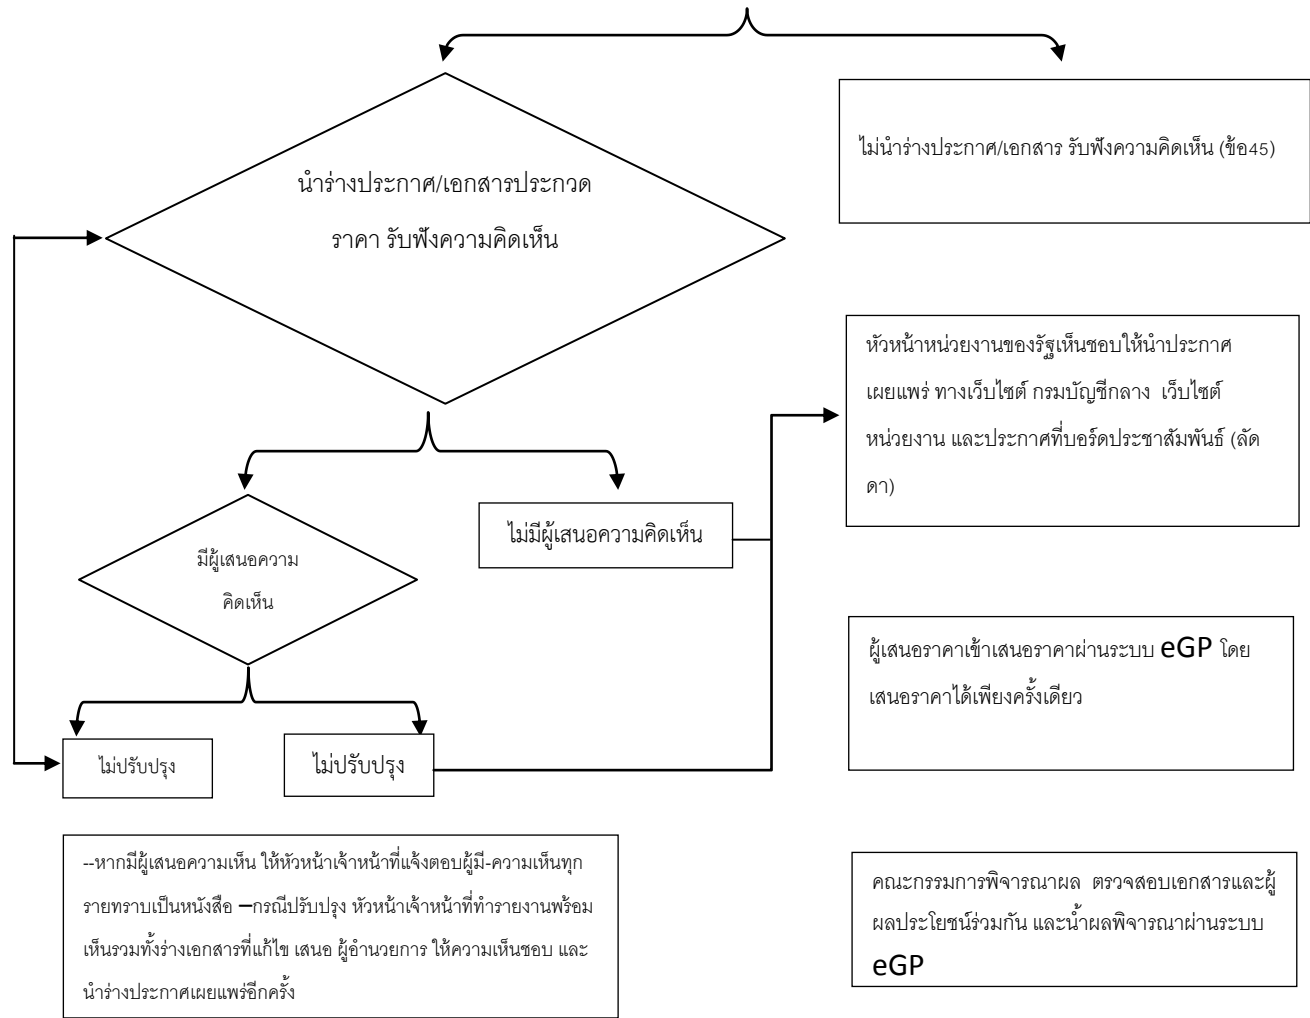 ไม่นำร่างประกาศ/เอกสาร รับฟังความคิดเห็น (ข้อ45)
นำร่างประกาศ/เอกสารประกวด
ราคา รับฟังความคิดเห็น
หัวหน้าหน่วยงานของรัฐเห็นชอบให้นำประกาศ
เผยแพร่ ทางเว็บไซต์ กรมบัญชีกลาง เว็บไซต์
หน่วยงาน และประกาศที่บอร์ดประชาสัมพันธ์ (ลัด
ดา)
ไม่มีผู้เสนอความคิดเห็น
มีผู้เสนอความ
คิดเห็น
ผู้เสนอราคาเข้าเสนอราคาผ่านระบบ eGP โดย
เสนอราคาได้เพียงครั้งเดียว
ไม่ปรับปรุง
ไม่ปรับปรุง
--หากมีผู้เสนอความเห็น ให้หัวหน้าเจ้าหน้าที่แจ้งตอบผู้มี-ความเห็นทุก
รายทราบเป็นหนังสือ –กรณีปรับปรุง หัวหน้าเจ้าหน้าที่ทำรายงานพร้อม
เห็นรวมทั้งร่างเอกสารที่แก้ไข เสนอ ผู้อำนวยการ ให้ความเห็นชอบ และ
นำร่างประกาศเผยแพร่อีกครั้ง
คณะกรรมการพิจารณาผล ตรวจสอบเอกสารและผู้
ผลประโยชน์ร่วมกัน และน้ำผลพิจารณาผ่านระบบ
eGP